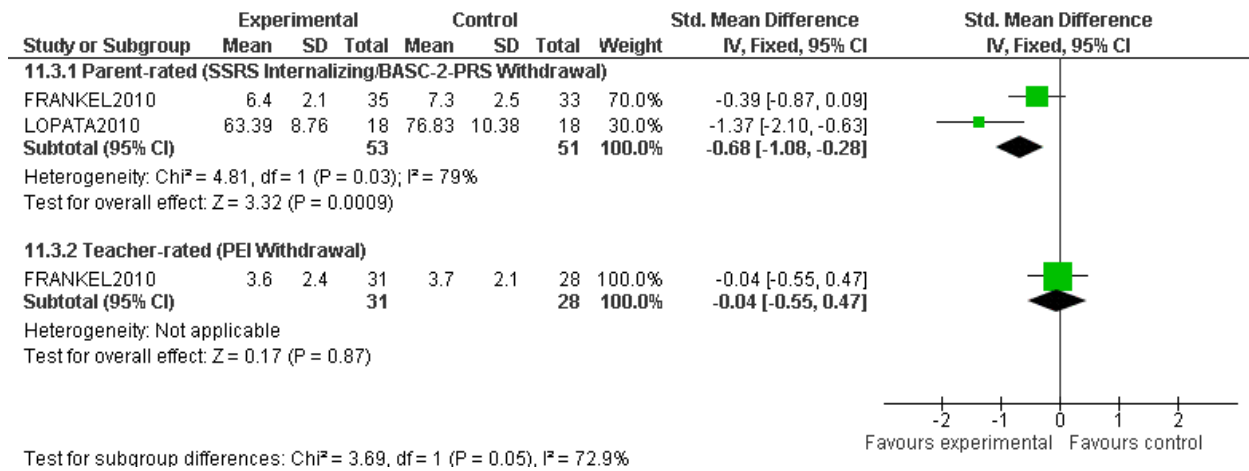 Experimental Control Std. Mean Difference Std. Mean Difference
Study or Subgroup Mean SD Total Mean SD Total Weight IV, Fixed, 95% CI IV, Fixed, 95% CI
11.3.1 Parent-rated (SSRS Internalizing/BASC-2-PRS Withdrawal)
FRANKEL2010 6.4 2.1 35 7.3 2.5 33 70.0% -0.39 [-0.87, 0.09]
LOPATA2010 63.39 8.76 18 76.83 10.38 18 30.0% -1.37 [-2.10, -0.63]
Subtotal (95% CI) 53 51 100.0% -0.68 [-1.08, -0.28]
Heterogeneity: Chi² = 4.81, df = 1 (P = 0.03); I² = 79%
Test for overall effect: Z = 3.32 (P = 0.0009)
11.3.2 Teacher-rated (PEI Withdrawal)
FRANKEL2010 3.6 2.4 31 3.7 2.1 28 100.0% -0.04 [-0.55, 0.47]
Subtotal (95% CI) 31 28 100.0% -0.04 [-0.55, 0.47]
Heterogeneity: Not applicable
Test for overall effect: Z = 0.17 (P = 0.87)
-2 -1 0 1 2
Favours experimental Favours control
Test for subgroup differences: Chi² = 3.69, df = 1 (P = 0.05), I² = 72.9%